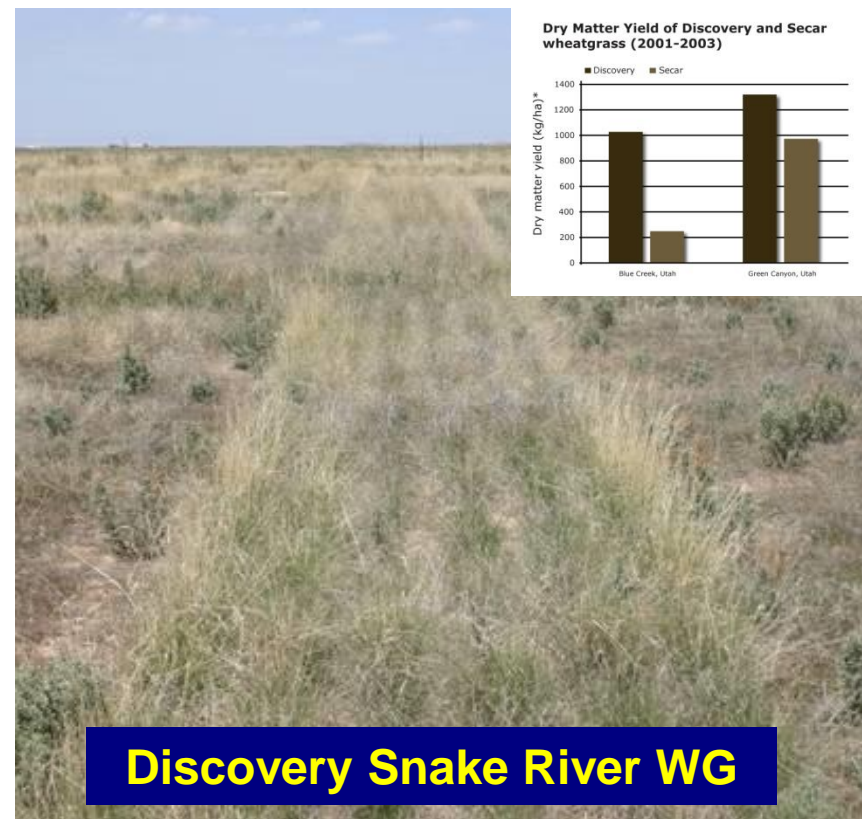 Dry Matter Yield of Discovery and Secar
wheatgrass (2001-2003)
Discovery Secar
Dry matter yield (kg/ha)*
1400
1200
1000
800
600
400
200
0
Blue Creek, Utah Green Canyon, Utah
Discovery Snake River WG